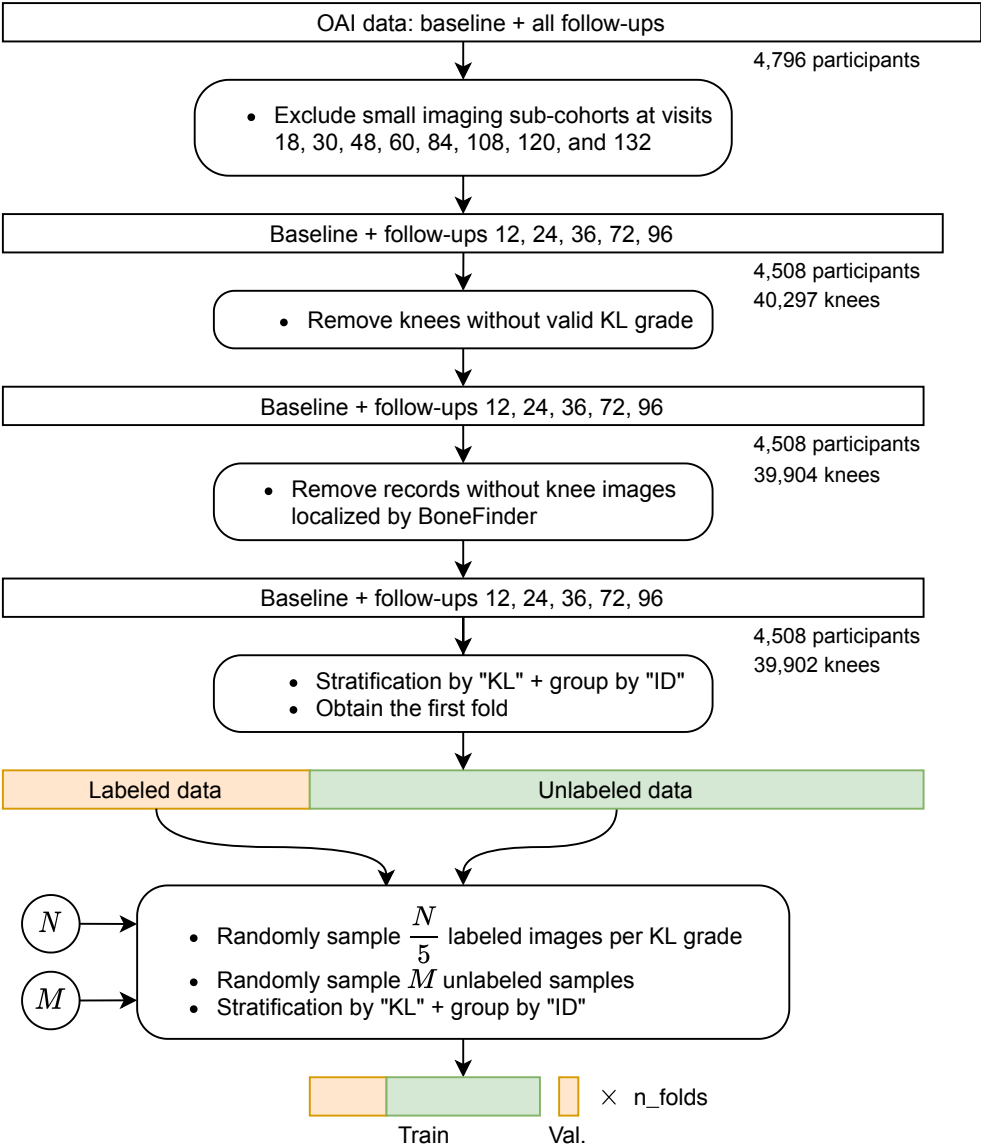 OAI data: baseline + all follow-ups
4,796 participants
• Exclude small imaging sub-cohorts at visits
18, 30, 48, 60, 84, 108, 120, and 132
Baseline + follow-ups 12, 24, 36, 72, 96
4,508 participants
40,297 knees
• Remove knees without valid KL grade
Baseline + follow-ups 12, 24, 36, 72, 96
4,508 participants
39,904 knees
• Remove records without knee images
localized by BoneFinder
Baseline + follow-ups 12, 24, 36, 72, 96
4,508 participants
39,902 knees
• Stratification by "KL" + group by "ID"
• Obtain the first fold
Labeled data
Unlabeled data
N
• Randomly sample N/5 labeled images per KL grade
M
• Randomly sample M unlabeled samples
• Stratification by "KL" + group by "ID"
× n_folds
Train
Val.